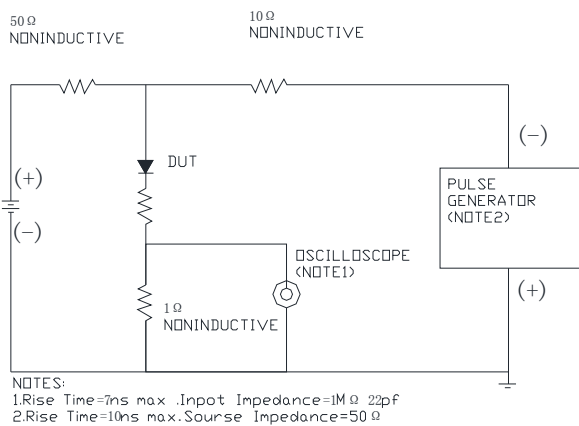 50Ω
NONINDUCTIVE
10Ω
NONINDUCTIVE
(-)
DUT
(+)
PULSE
GENERATOR
(NOTE2)
(-)
OSCILLOSCOPE
(NOTE1)
(+)
1Ω
NONINDUCTIVE
NOTES:
1.Rise Time=7ns max .Inpot Impedance=1MΩ 22pf
2.Rise Time=10ns max.Sourse Impedance=50Ω